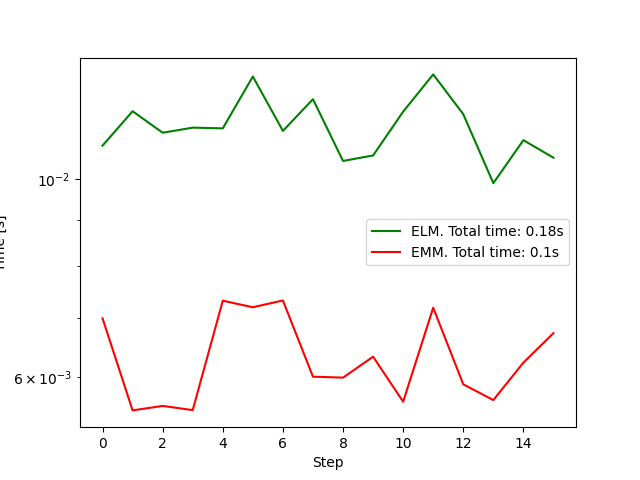 10⁻²
6 × 10⁻³
Time [s]
ELM. Total time: 0.18s
EMM. Total time: 0.1s
0 2 4 6 8 10 12 14
Step